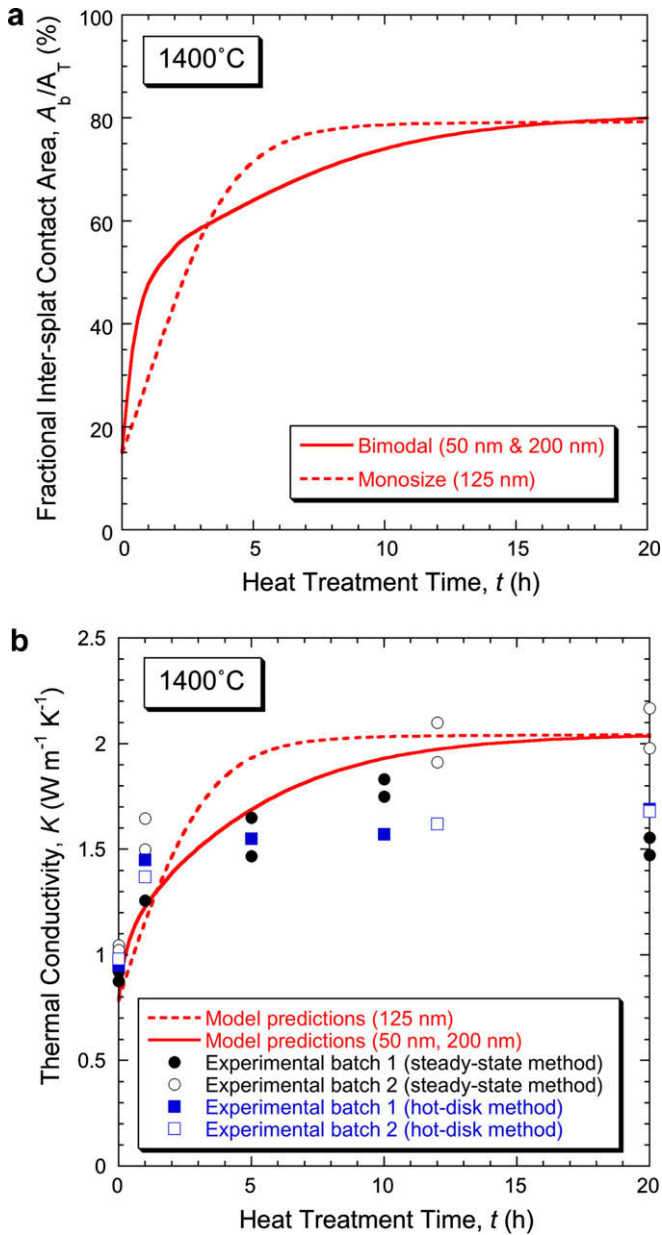 a
1400˚C
Fractional Inter-splat Contact Area, A_b/A_T (%)
100
80
60
40
20
0
Bimodal (50 nm & 200 nm)
Monosize (125 nm)
0 5 10 15 20
Heat Treatment Time, t (h)
b
1400˚C
Thermal Conductivity, K (W m⁻¹ K⁻¹)
2.5
2
1.5
1
0.5
0
Model predictions (125 nm)
Model predictions (50 nm, 200 nm)
Experimental batch 1 (steady-state method)
Experimental batch 2 (steady-state method)
Experimental batch 1 (hot-disk method)
Experimental batch 2 (hot-disk method)
0 5 10 15 20
Heat Treatment Time, t (h)